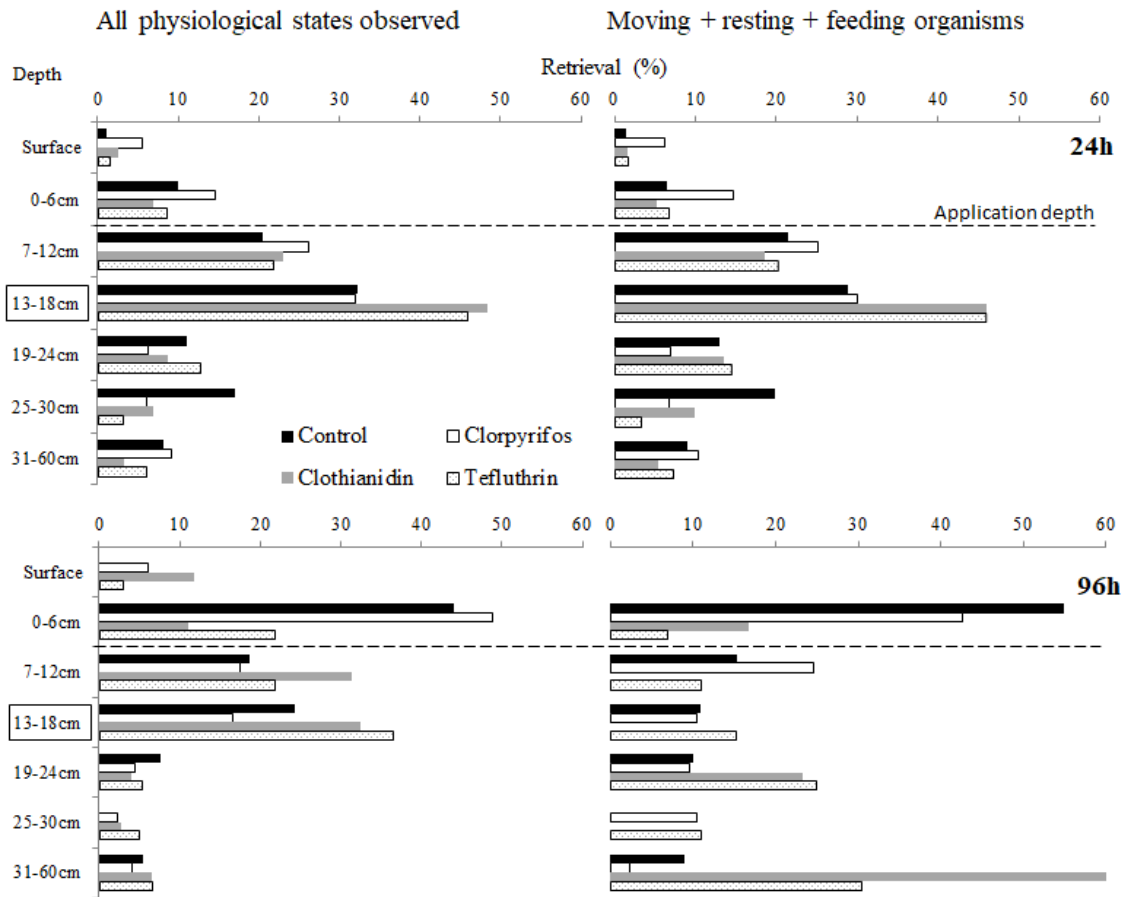 All physiological states observed
Moving + resting + feeding organisms
Depth
Retrieval (%)
0 10 20 30 40 50 60
0 10 20 30 40 50 60
Surface
24h
0-6cm
Application depth
7-12cm
13-18cm
19-24cm
25-30cm
Control
Clorpyrifos
31-60cm
Clothianidin
Tefluthrin
0 10 20 30 40 50 60
0 10 20 30 40 50 60
Surface
96h
0-6cm
7-12cm
13-18cm
19-24cm
25-30cm
31-60cm